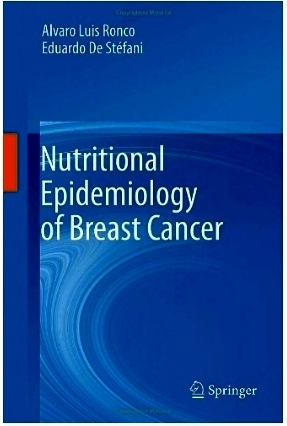 Alvaro Luis Ronco
Eduardo De Stéfani
Nutritional
Epidemiology
of Breast Cancer
Springer